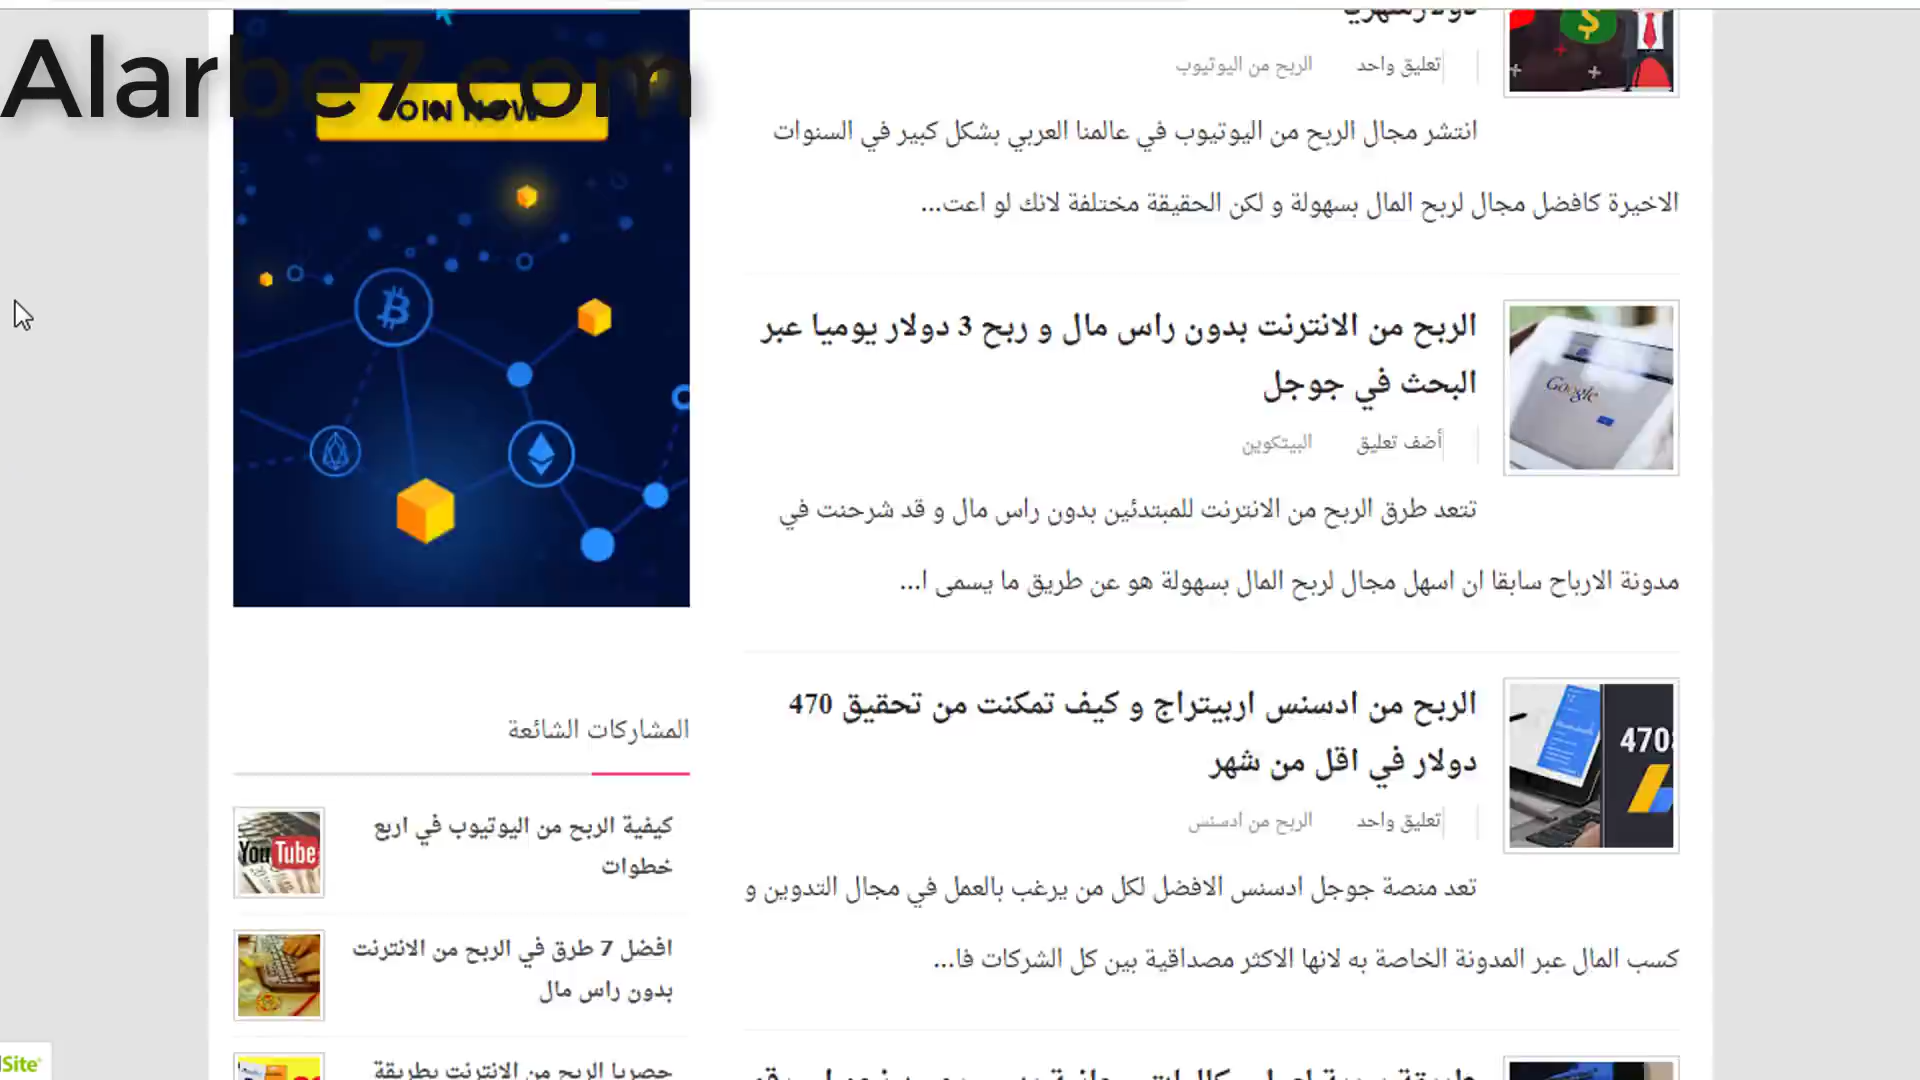 Alarbe7.com
JOIN NOW
دولار شهريا
تعليق واحد
الربح من اليوتيوب
انتشر مجال الربح من اليوتيوب في عالمنا العربي بشكل كبير في السنوات
الاخيرة كافضل مجال لربح المال بسهولة و لكن الحقيقة مختلفة لانك لو اعت...
الربح من الانترنت بدون راس مال و ربح 3 دولار يوميا عبر
البحث في جوجل
أضف تعليق
البيتكوين
Google
تتعد طرق الربح من الانترنت للمبتدئين بدون راس مال و قد شرحنت في
مدونة الارباح سابقا ان اسهل مجال لربح المال بسهولة هو عن طريق ما يسمى ا...
الربح من ادسنس اربيتراج و كيف تمكنت من تحقيق 470
دولار في اقل من شهر
تعليق واحد
الربح من ادسنس
470
تعد منصة جوجل ادسنس الافضل لكل من يرغب بالعمل في مجال التدوين و
كسب المال عبر المدونة الخاصة به لانها الاكثر مصداقية بين كل الشركات فا...
المشاركات الشائعة
كيفية الربح من اليوتيوب في اربع
خطوات
YouTube
افضل 7 طرق في الربح من الانترنت
بدون راس مال
حصريا الربح من الانترنت بطريقة
Site